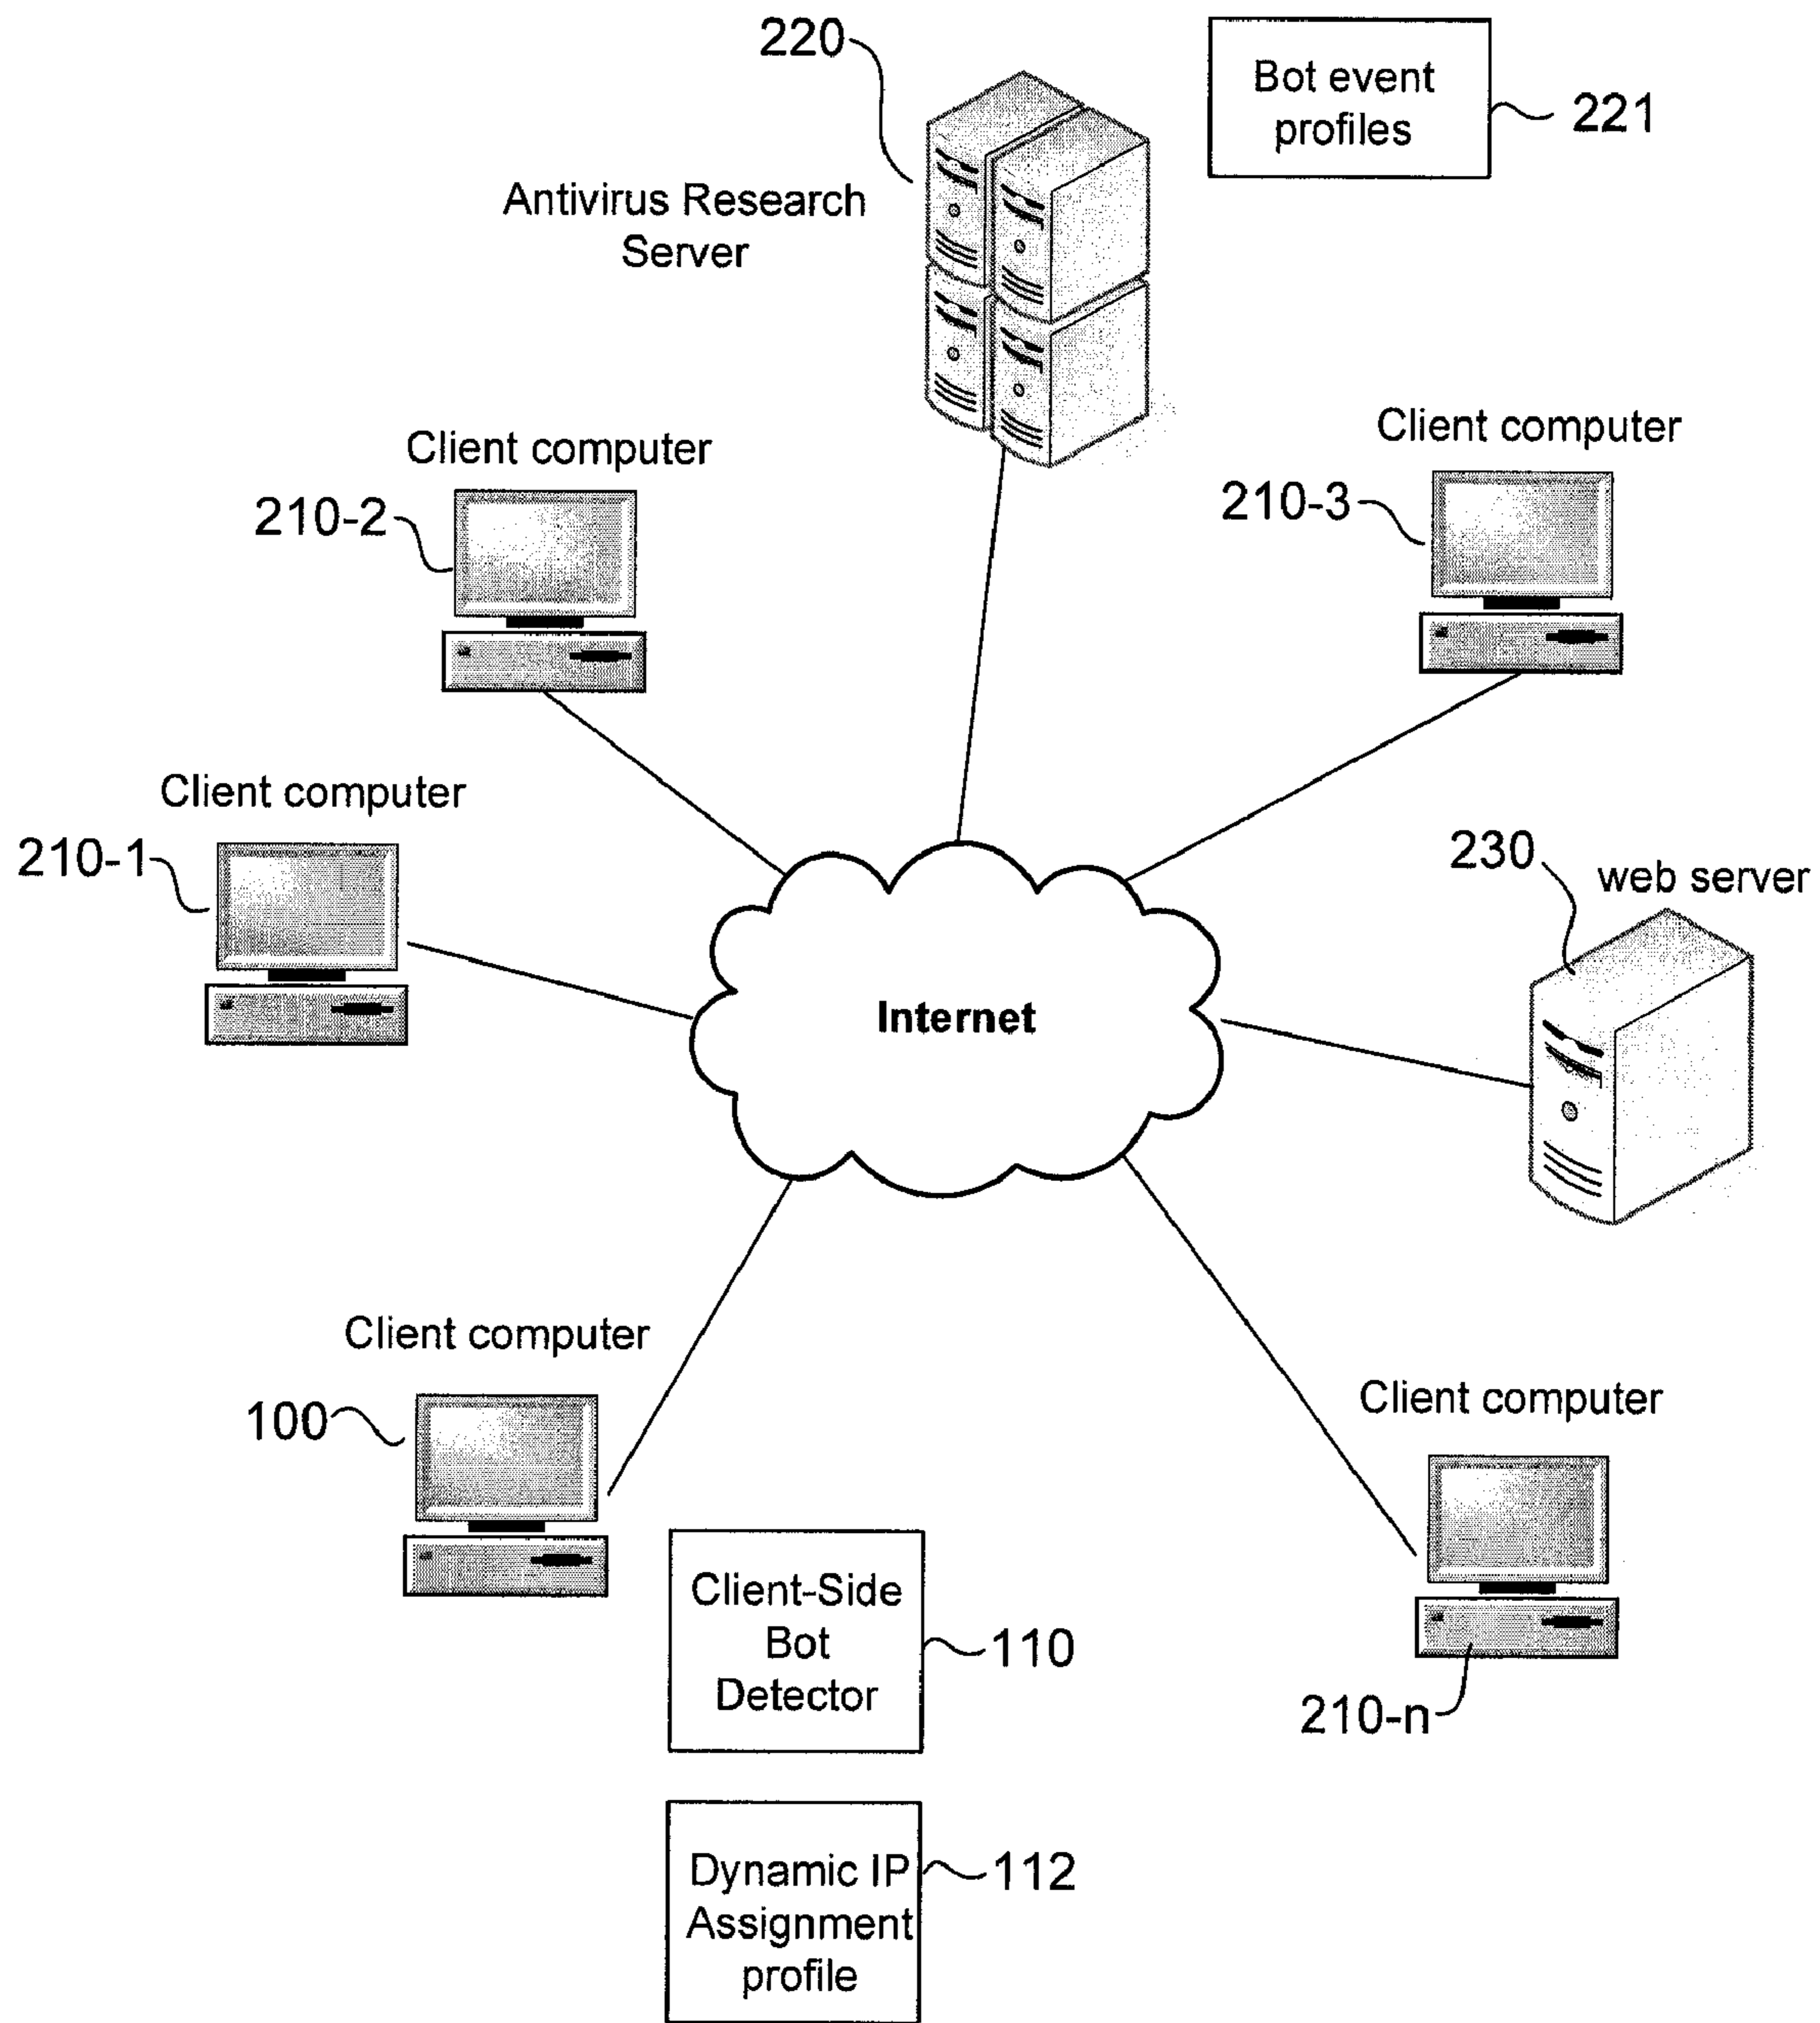 220
Bot event
profiles
221
Antivirus Research
Server
Client computer
210-2
Client computer
210-3
Client computer
210-1
230
web server
Internet
Client computer
100
Client computer
210-n
Client-Side
Bot
Detector
110
Dynamic IP
Assignment
profile
112